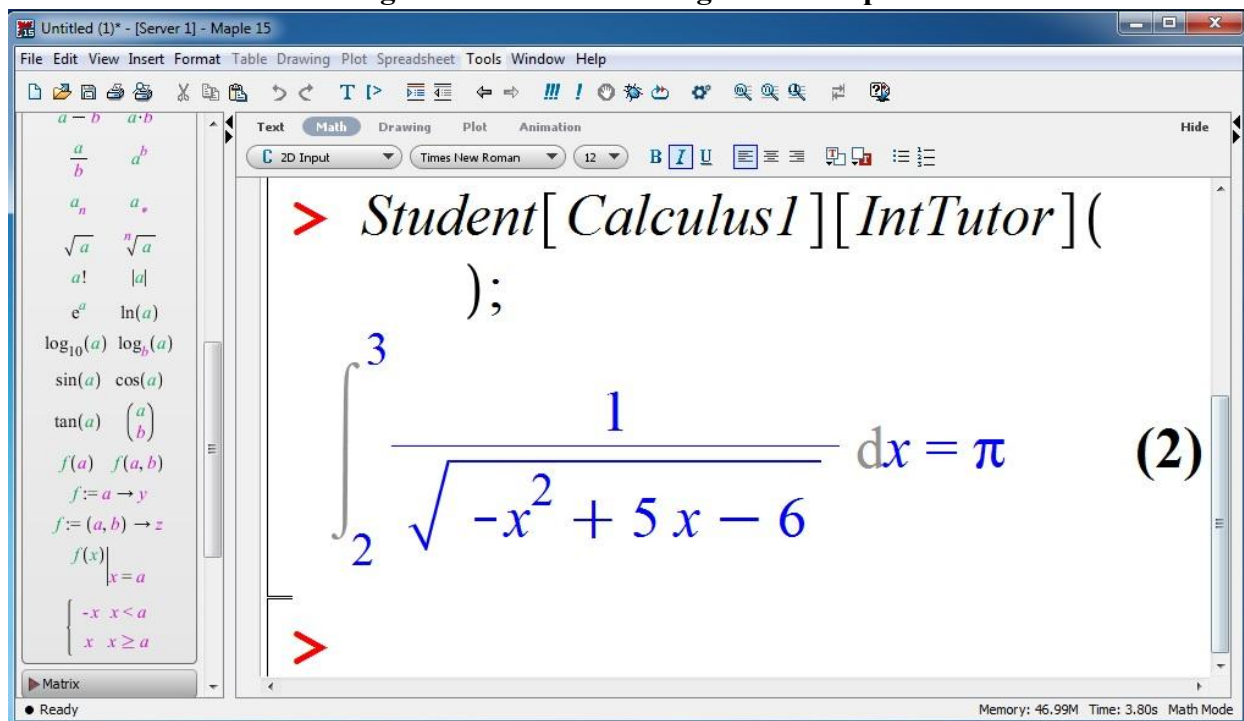 Untitled (1)* - [Server 1] - Maple 15
File Edit View Insert Format Table Drawing Plot Spreadsheet Tools Window Help
Text Math Drawing Plot Animation Hide
C 2D Input Times New Roman 12 B I U
a − b a·b
a/b a^b
a_n a_*
√a ⁿ√a
a! |a|
e^a ln(a)
log_10(a) log_b(a)
sin(a) cos(a)
tan(a) (a b)
f(a) f(a, b)
f := a → y
f := (a, b) → z
f(x)|x = a
{ -x x < a
x x ≥ a
Matrix
> Student[Calculus1][IntTutor](
);
∫_2^3 1/√(-x^2 + 5 x − 6) dx = π (2)
>
Ready Memory: 46.99M Time: 3.80s Math Mode